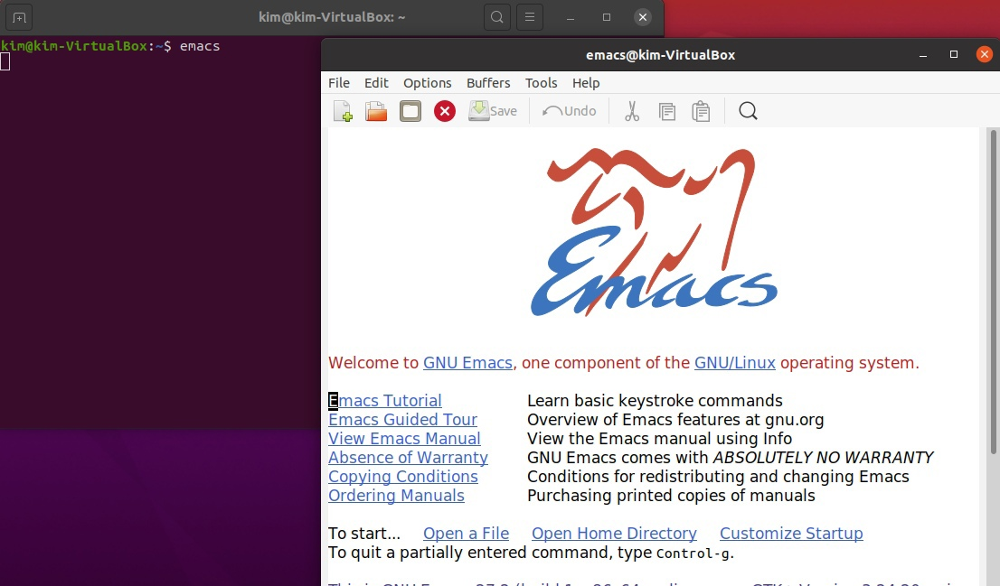 kim@kim-VirtualBox: ~
kim@kim-VirtualBox:~$ emacs
emacs@kim-VirtualBox
File Edit Options Buffers Tools Help
Save Undo
Emacs
Welcome to GNU Emacs, one component of the GNU/Linux operating system.
Emacs Tutorial Learn basic keystroke commands
Emacs Guided Tour Overview of Emacs features at gnu.org
View Emacs Manual View the Emacs manual using Info
Absence of Warranty GNU Emacs comes with ABSOLUTELY NO WARRANTY
Copying Conditions Conditions for redistributing and changing Emacs
Ordering Manuals Purchasing printed copies of manuals
To start... Open a File Open Home Directory Customize Startup
To quit a partially entered command, type Control-g.
This is GNU Emacs